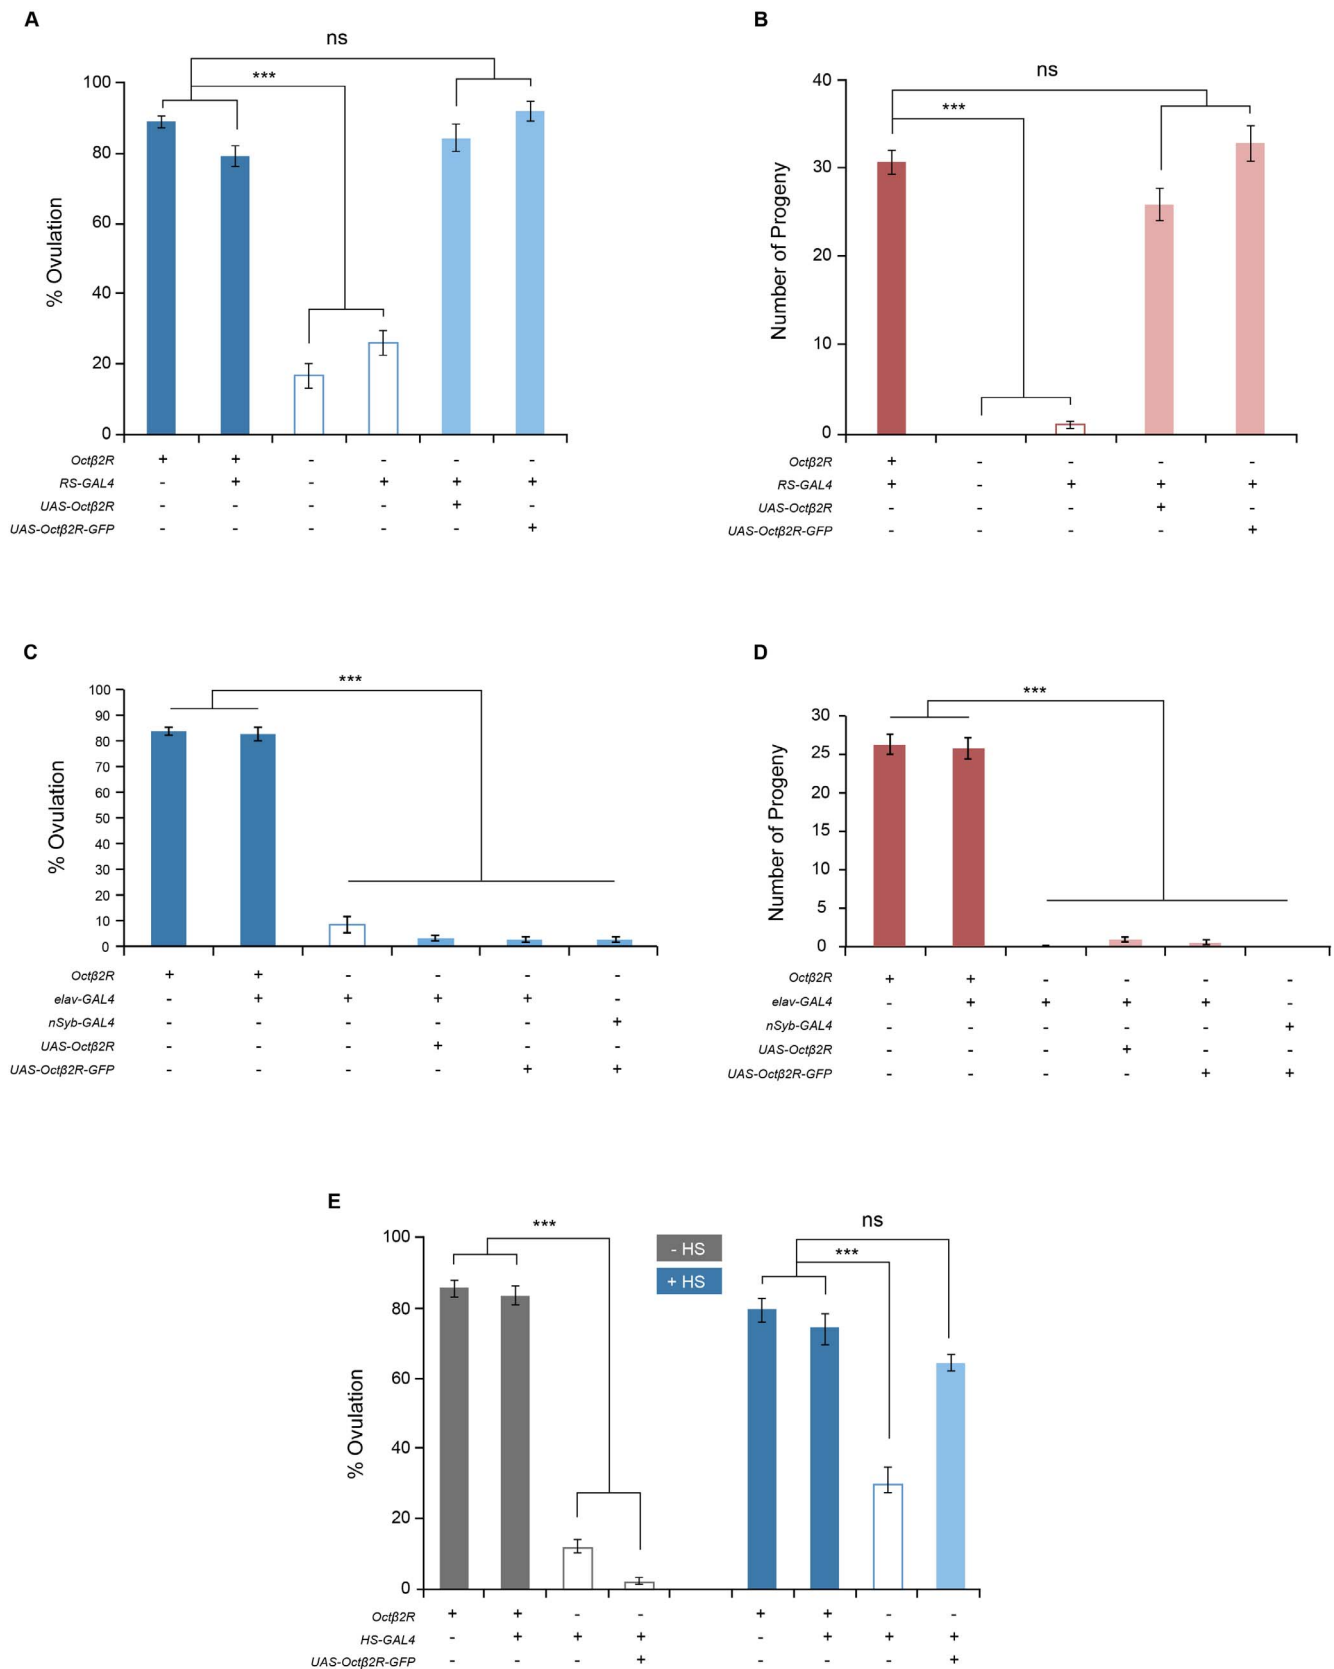 A
ns
***
100
80
60
40
20
0
% Ovulation
Octβ2R + + - - - -
RS-GAL4 - + - + + +
UAS-Octβ2R - - - - + -
UAS-Octβ2R-GFP - - - - - +
B
ns
***
40
30
20
10
0
Number of Progeny
Octβ2R + - - - -
RS-GAL4 + - + + +
UAS-Octβ2R - - - + -
UAS-Octβ2R-GFP - - - - +
C
***
100
90
80
70
60
50
40
30
20
10
0
% Ovulation
Octβ2R + + - - - -
elav-GAL4 - + + + + -
nSyb-GAL4 - - - - - +
UAS-Octβ2R - - - + - -
UAS-Octβ2R-GFP - - - - + +
D
***
30
25
20
15
10
5
0
Number of Progeny
Octβ2R + + - - - -
elav-GAL4 - + + + + -
nSyb-GAL4 - - - - - +
UAS-Octβ2R - - - + - -
UAS-Octβ2R-GFP - - - - + +
E
***
- HS
+ HS
ns
***
100
80
60
40
20
0
% Ovulation
Octβ2R + + - - + + - -
HS-GAL4 - + + + - + + +
UAS-Octβ2R-GFP - - - + - - - +